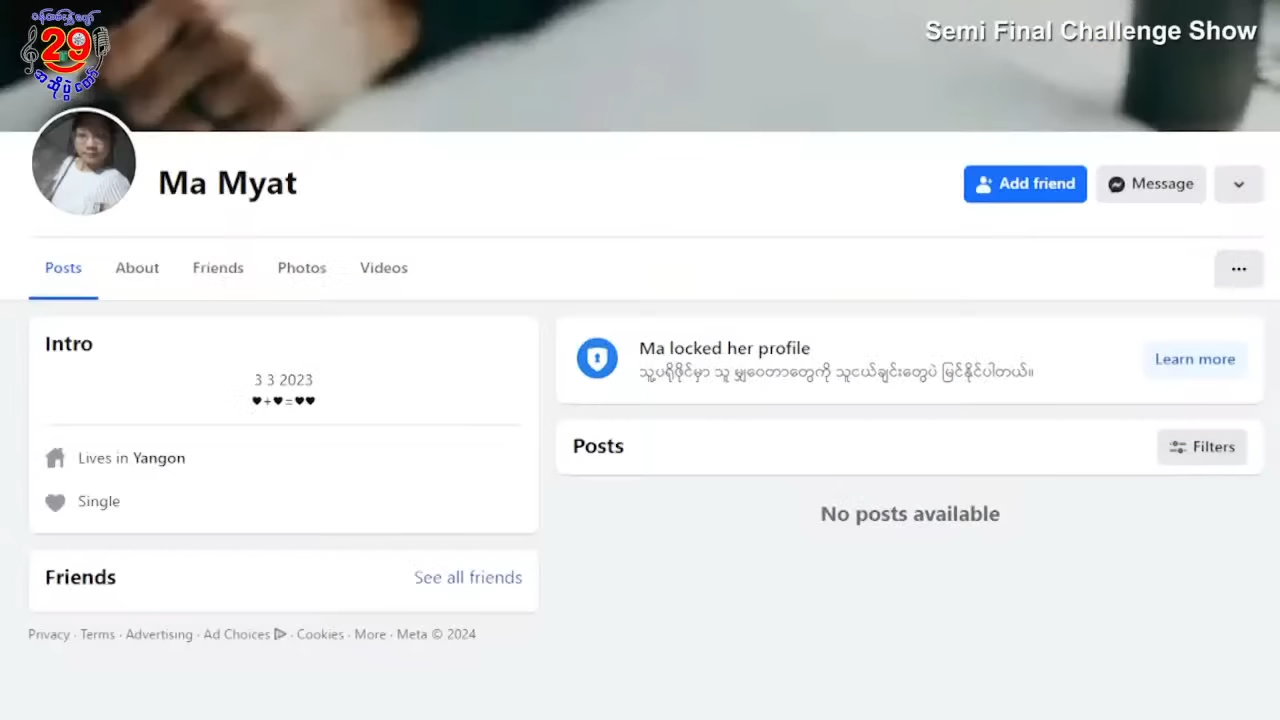 29
Semi Final Challenge Show
Ma Myat
Add friend
Message
Posts
About
Friends
Photos
Videos
Intro
3 3 2023
♥+♥=♥♥
Lives in Yangon
Single
Friends
See all friends
Privacy · Terms · Advertising · Ad Choices · Cookies · More · Meta © 2024
Ma locked her profile
သူ့ပရိုဖိုင်မှာ သူ မျှဝေတာတွေကို သူငယ်ချင်းတွေပဲ မြင်နိုင်ပါတယ်။
Learn more
Posts
Filters
No posts available